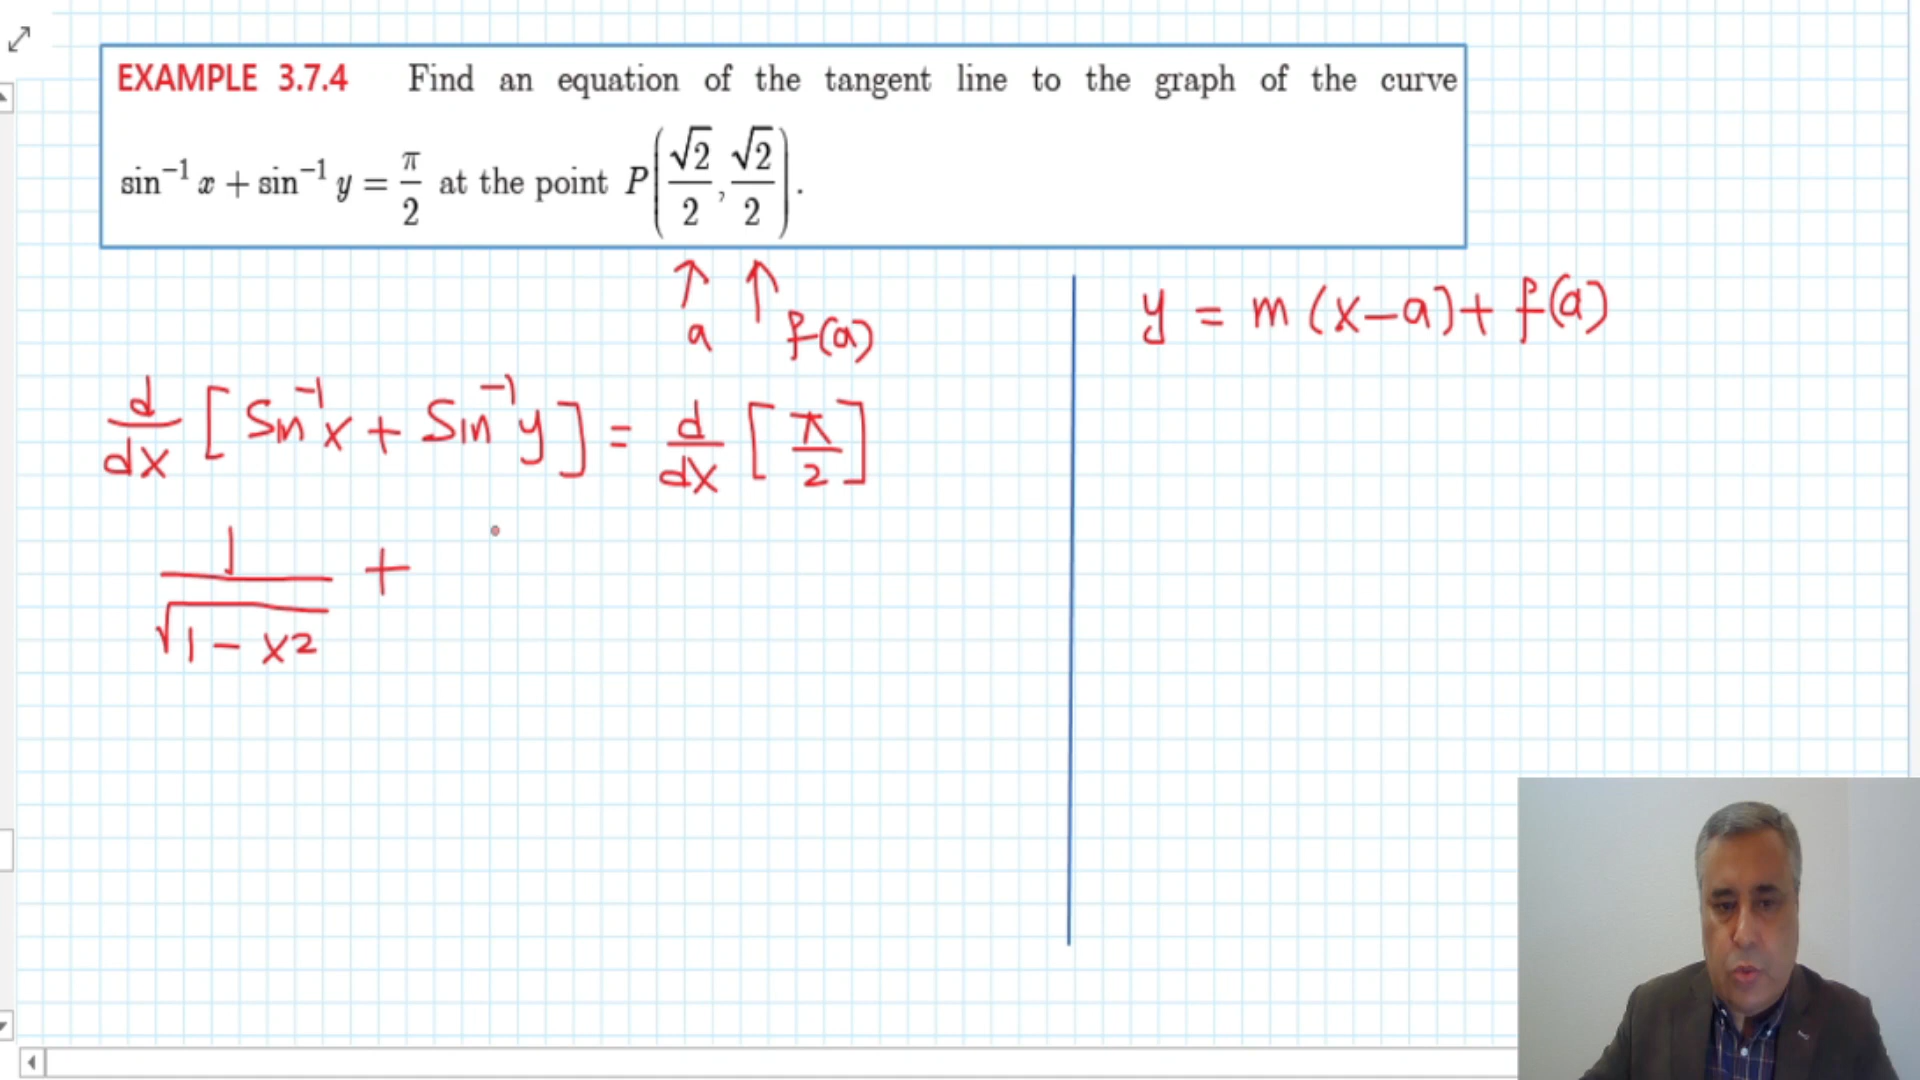 EXAMPLE 3.7.4 Find an equation of the tangent line to the graph of the curve
sin⁻¹ x + sin⁻¹ y = π/2 at the point P(√2/2, √2/2).
a f(a)
y = m(x-a) + f(a)
d/dx [Sin⁻¹x + Sin⁻¹y] = d/dx [π/2]
1/√(1-x²) +